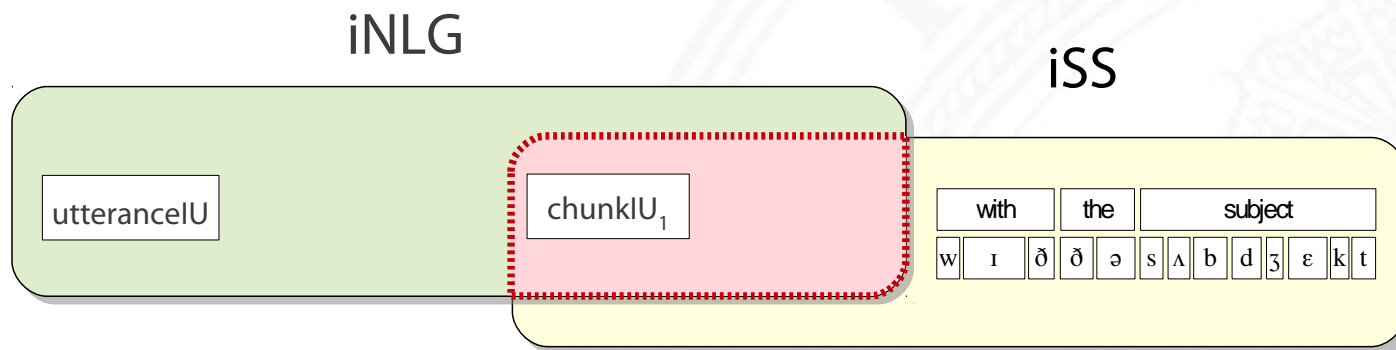 iNLG
iSS
utteranceIU
chunkIU₁
with the subject
w ɪ ð ð ə s ʌ b d ʒ ɛ k t